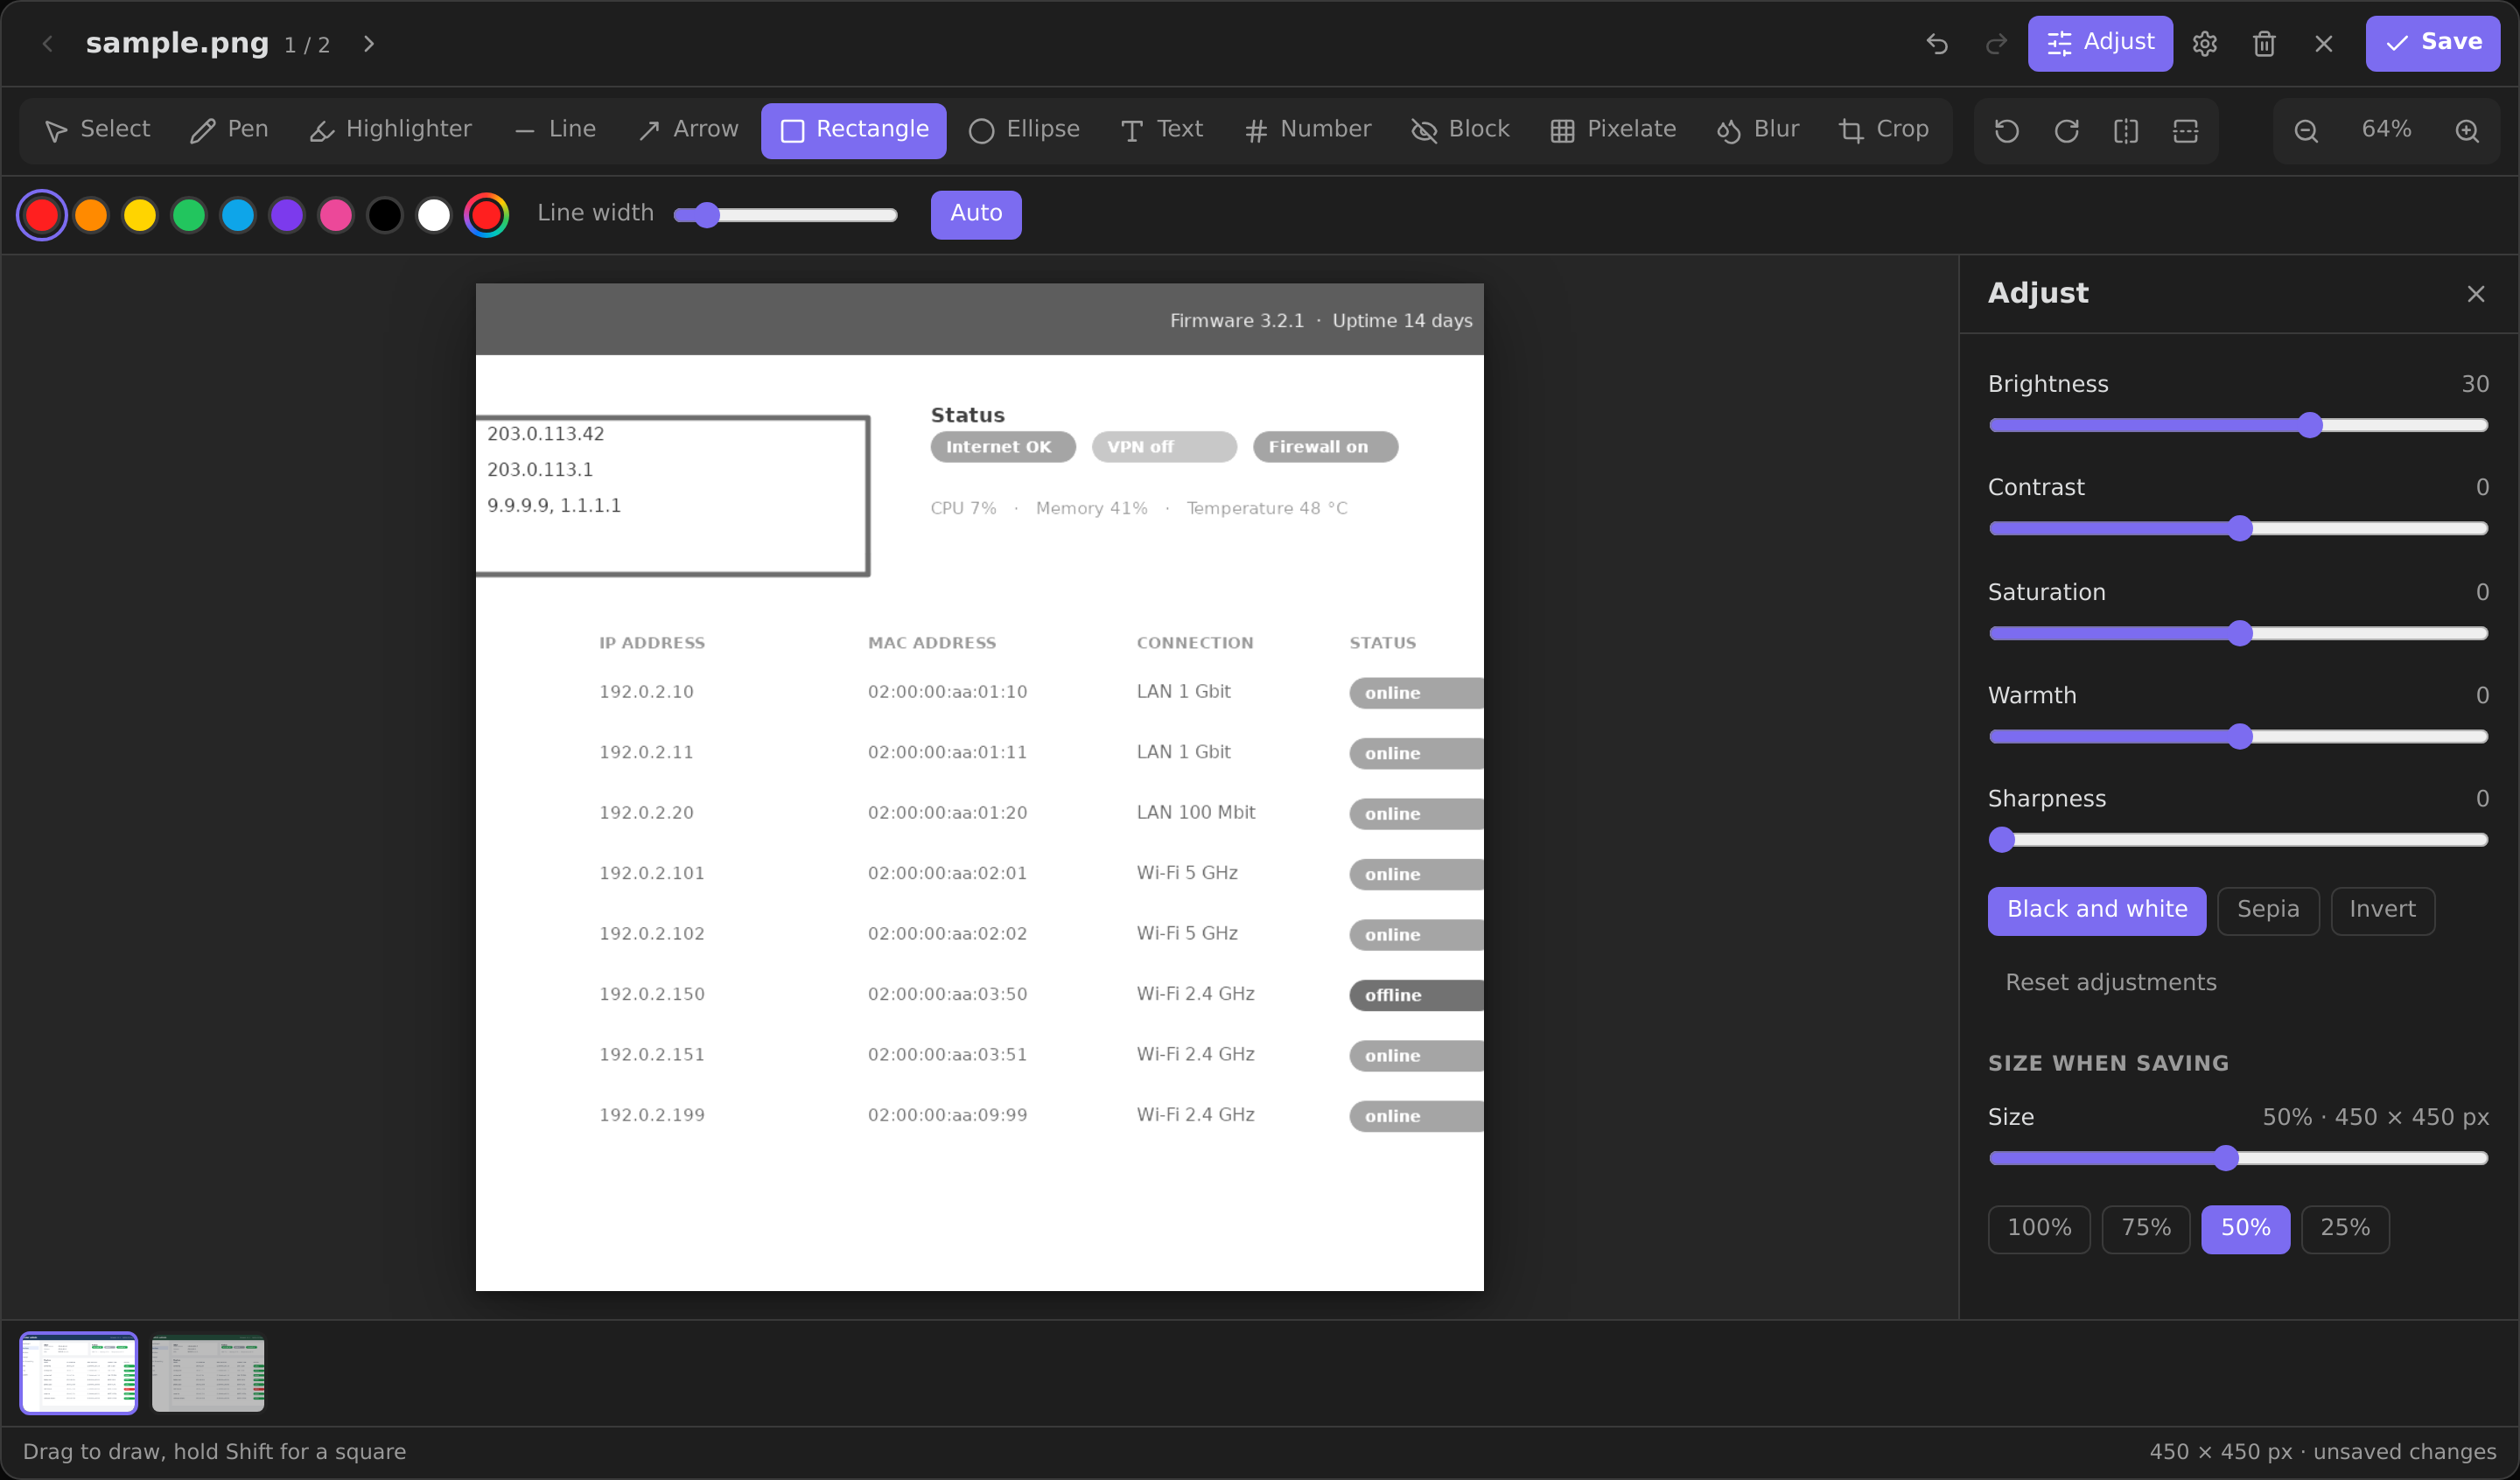 sample.png 1 / 2 Adjust Save
Select Pen Highlighter Line Arrow Rectangle Ellipse Text Number Block Pixelate Blur Crop 64%
Line width Auto
Firmware 3.2.1 · Uptime 14 days
203.0.113.42
203.0.113.1
9.9.9.9, 1.1.1.1
Status
Internet OK VPN off Firewall on
CPU 7% · Memory 41% · Temperature 48 °C
IP ADDRESS MAC ADDRESS CONNECTION STATUS
192.0.2.10 02:00:00:aa:01:10 LAN 1 Gbit online
192.0.2.11 02:00:00:aa:01:11 LAN 1 Gbit online
192.0.2.20 02:00:00:aa:01:20 LAN 100 Mbit online
192.0.2.101 02:00:00:aa:02:01 Wi-Fi 5 GHz online
192.0.2.102 02:00:00:aa:02:02 Wi-Fi 5 GHz online
192.0.2.150 02:00:00:aa:03:50 Wi-Fi 2.4 GHz offline
192.0.2.151 02:00:00:aa:03:51 Wi-Fi 2.4 GHz online
192.0.2.199 02:00:00:aa:09:99 Wi-Fi 2.4 GHz online
Adjust
Brightness 30
Contrast 0
Saturation 0
Warmth 0
Sharpness 0
Black and white Sepia Invert
Reset adjustments
SIZE WHEN SAVING
Size 50% · 450 × 450 px
100% 75% 50% 25%
Drag to draw, hold Shift for a square
450 × 450 px · unsaved changes